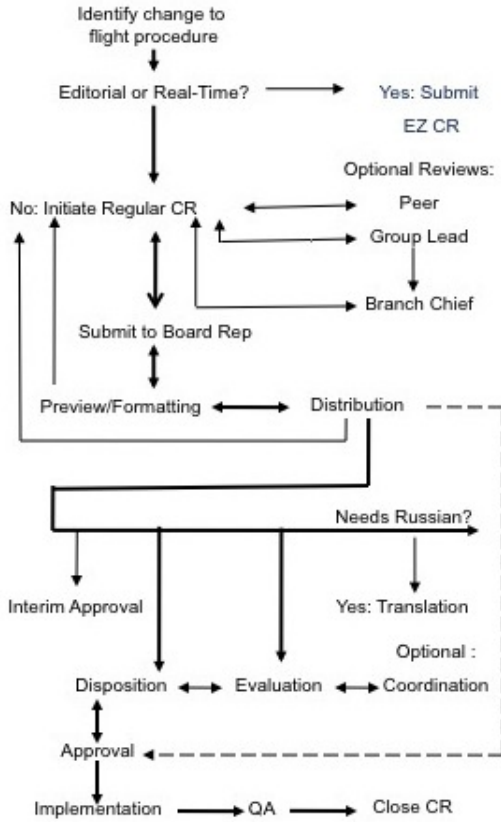 Identify change to
flight procedure
Editorial or Real-Time?
Yes: Submit
EZ CR
Optional Reviews:
No: Initiate Regular CR
Peer
Group Lead
Branch Chief
Submit to Board Rep
Preview/Formatting
Distribution
Needs Russian?
Interim Approval
Yes: Translation
Optional :
Disposition
Evaluation
Coordination
Approval
Implementation
QA
Close CR